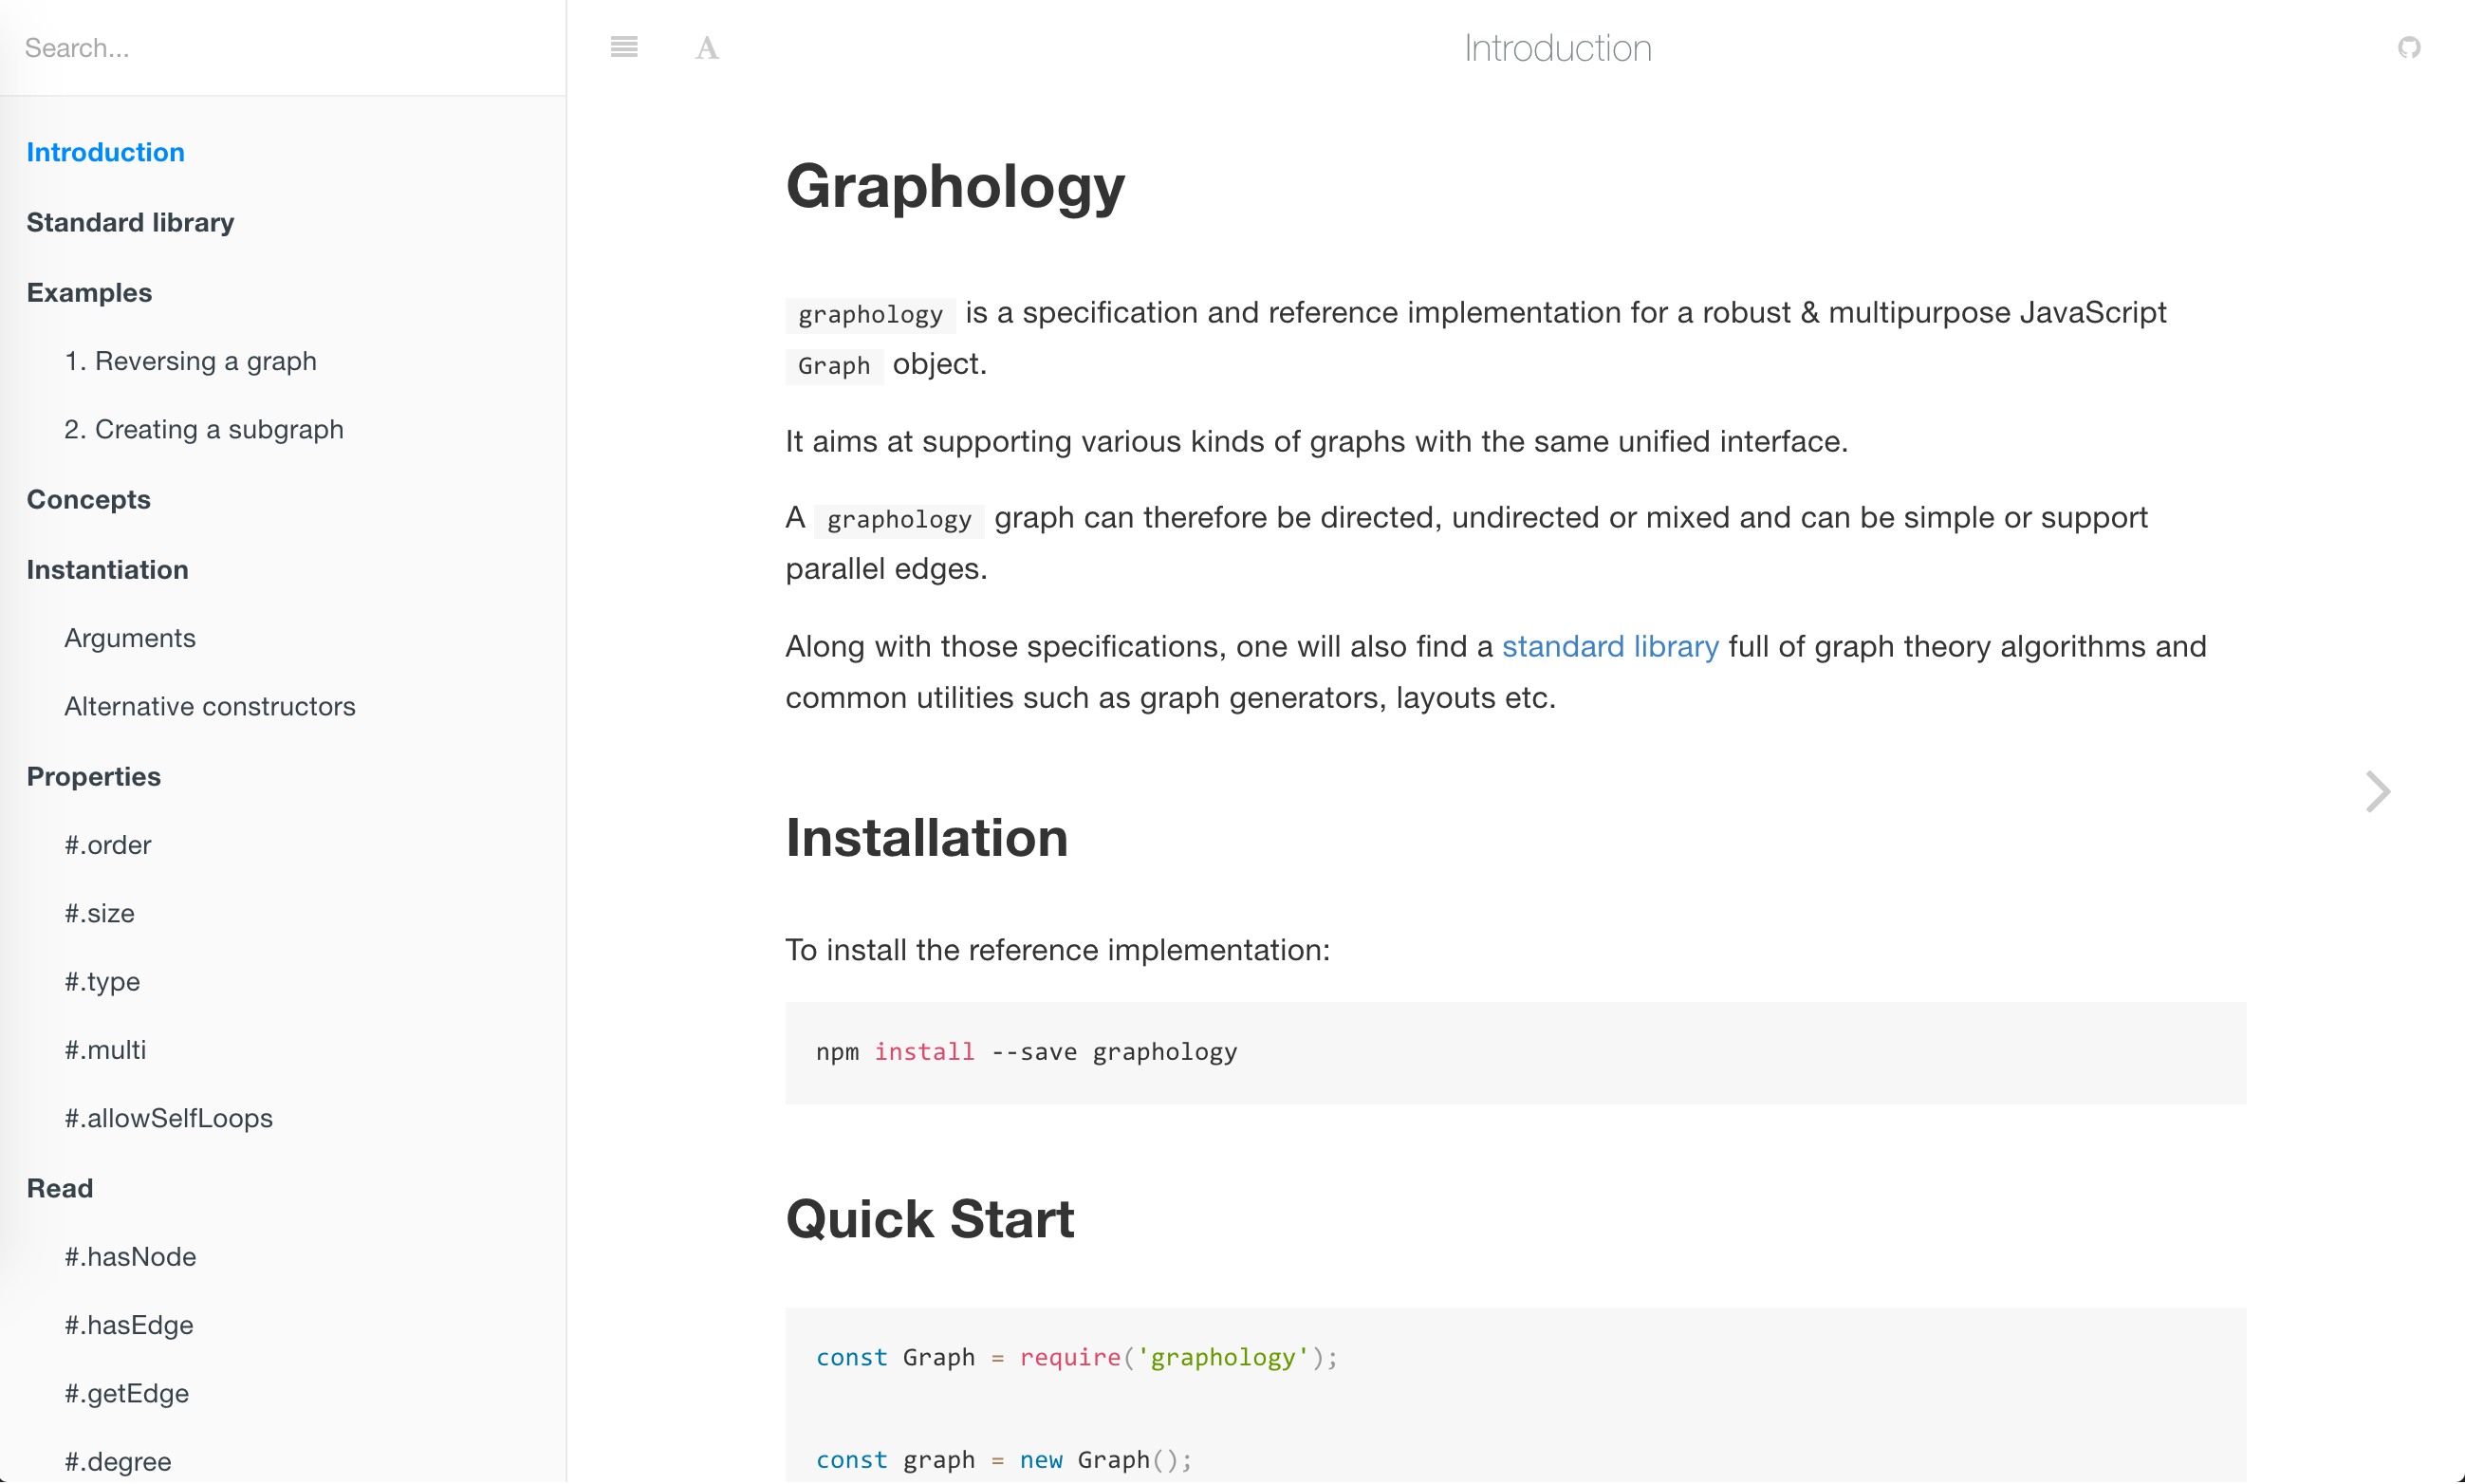 Search...
Introduction
Standard library
Examples
1. Reversing a graph
2. Creating a subgraph
Concepts
Instantiation
Arguments
Alternative constructors
Properties
#.order
#.size
#.type
#.multi
#.allowSelfLoops
Read
#.hasNode
#.hasEdge
#.getEdge
#.degree
A
Introduction
Graphology
graphology is a specification and reference implementation for a robust & multipurpose JavaScript
Graph object.
It aims at supporting various kinds of graphs with the same unified interface.
A graphology graph can therefore be directed, undirected or mixed and can be simple or support
parallel edges.
Along with those specifications, one will also find a standard library full of graph theory algorithms and
common utilities such as graph generators, layouts etc.
Installation
To install the reference implementation:
npm install --save graphology
Quick Start
const Graph = require('graphology');
const graph = new Graph();